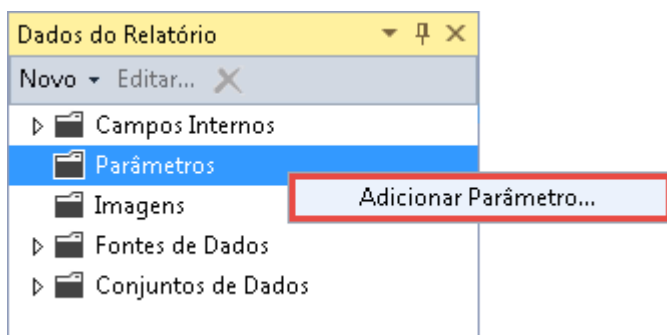 Dados do Relatório
Novo Editar...
Campos Internos
Parâmetros
Adicionar Parâmetro...
Imagens
Fontes de Dados
Conjuntos de Dados